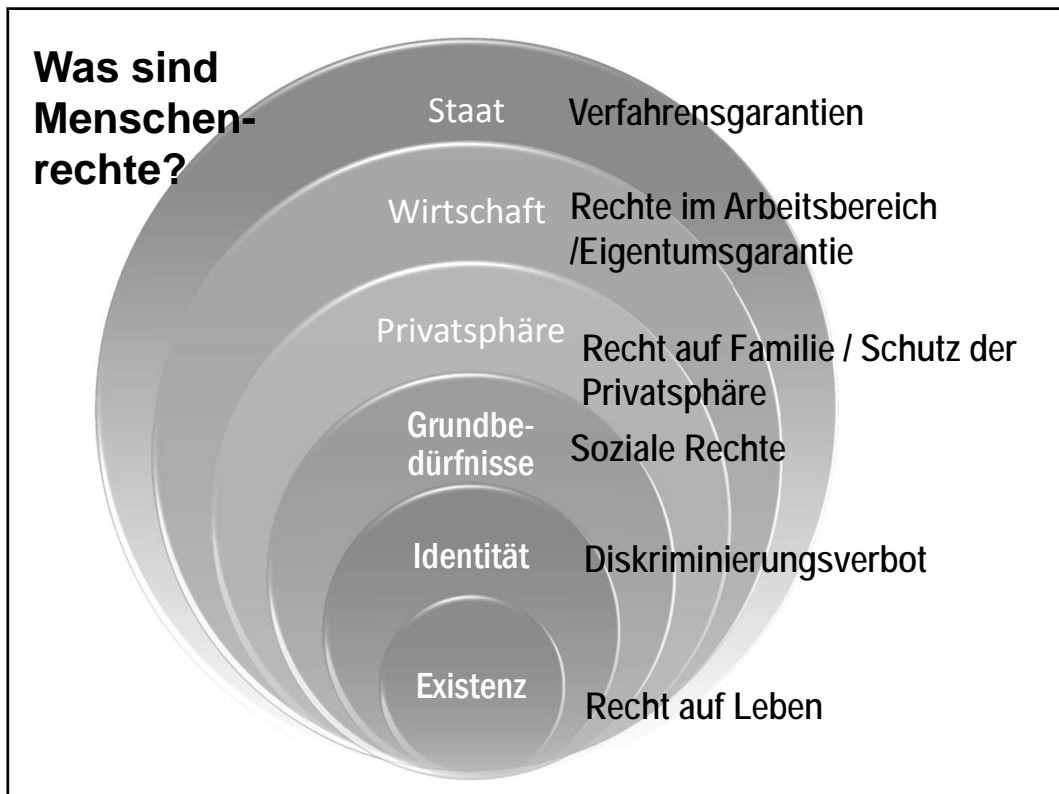 Was sind
Menschen-
rechte?
Staat Verfahrensgarantien
Wirtschaft Rechte im Arbeitsbereich
/Eigentumsgarantie
Privatsphäre Recht auf Familie / Schutz der
Privatsphäre
Grundbe-
dürfnisse Soziale Rechte
Identität Diskriminierungsverbot
Existenz Recht auf Leben